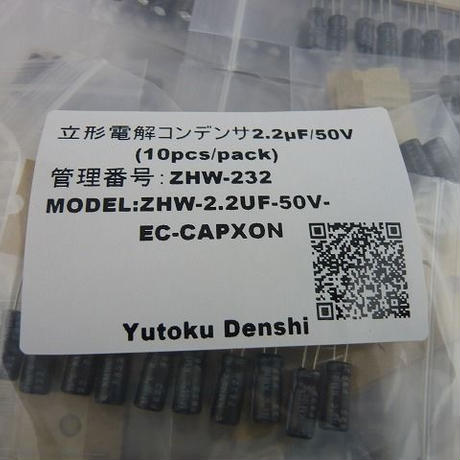 立形電解コンデンサ2.2μF/50V
(10pcs/pack)
管理番号:ZHW-232
MODEL:ZHW-2.2UF-50V-
EC-CAPXON
Yutoku Denshi